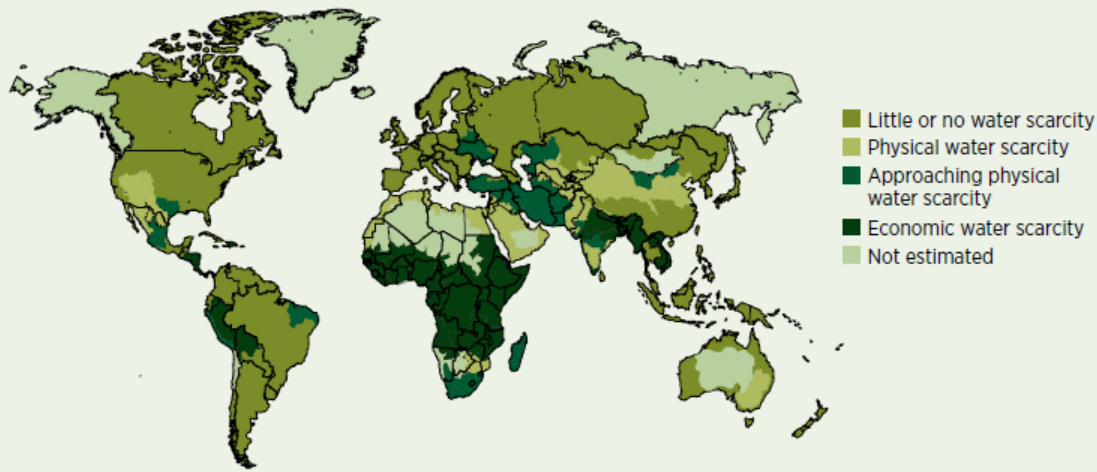 Little or no water scarcity
Physical water scarcity
Approaching physical
water scarcity
Economic water scarcity
Not estimated